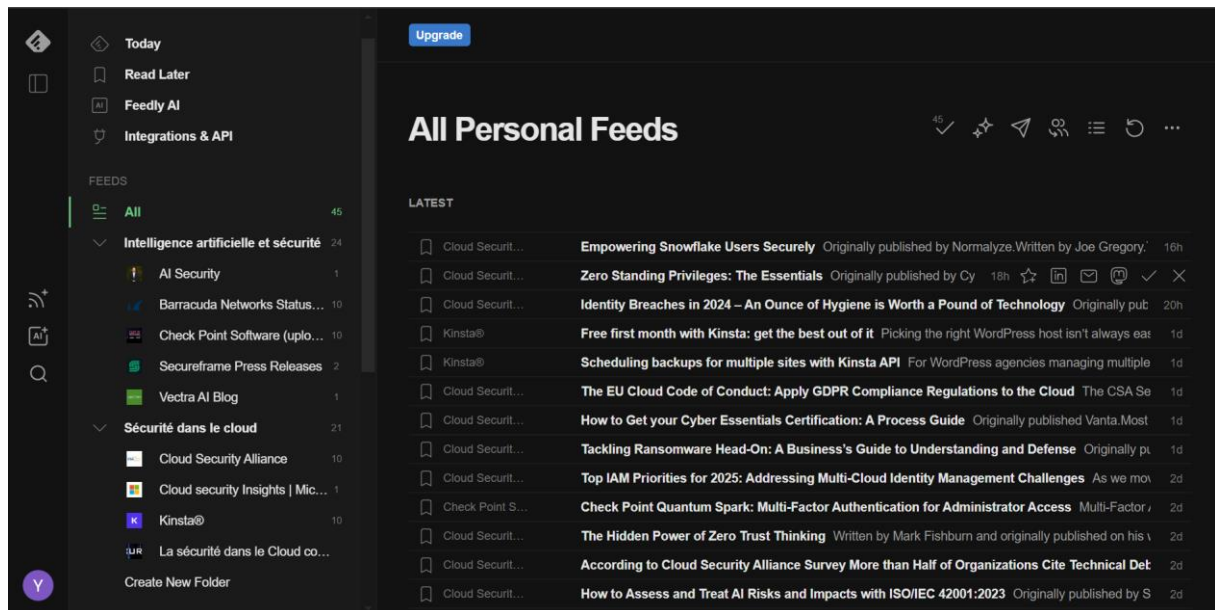 Today
Read Later
AI Feedly AI
Integrations & API
FEEDS
All 45
Intelligence artificielle et sécurité 24
AI Security 1
Barracuda Networks Status... 10
Check Point Software (uplo... 10
Secureframe Press Releases 2
Vectra AI Blog 1
Sécurité dans le cloud 21
Cloud Security Alliance 10
Cloud security Insights | Mic... 1
K Kinsta® 10
La sécurité dans le Cloud co...
Create New Folder
AI
Y
Upgrade
All Personal Feeds
45
LATEST
Cloud Securit... Empowering Snowflake Users Securely Originally published by Normalyze.Written by Joe Gregory. 16h
Cloud Securit... Zero Standing Privileges: The Essentials Originally published by Cy 18h in
Cloud Securit... Identity Breaches in 2024 – An Ounce of Hygiene is Worth a Pound of Technology Originally pub 20h
Kinsta® Free first month with Kinsta: get the best out of it Picking the right WordPress host isn't always eas 1d
Kinsta® Scheduling backups for multiple sites with Kinsta API For WordPress agencies managing multiple 1d
Cloud Securit... The EU Cloud Code of Conduct: Apply GDPR Compliance Regulations to the Cloud The CSA Se 1d
Cloud Securit... How to Get your Cyber Essentials Certification: A Process Guide Originally published Vanta.Most 1d
Cloud Securit... Tackling Ransomware Head-On: A Business's Guide to Understanding and Defense Originally pu 1d
Cloud Securit... Top IAM Priorities for 2025: Addressing Multi-Cloud Identity Management Challenges As we mov 2d
Check Point S... Check Point Quantum Spark: Multi-Factor Authentication for Administrator Access Multi-Factor 2d
Cloud Securit... The Hidden Power of Zero Trust Thinking Written by Mark Fishburn and originally published on his 2d
Cloud Securit... According to Cloud Security Alliance Survey More than Half of Organizations Cite Technical Deb 2d
Cloud Securit... How to Assess and Treat AI Risks and Impacts with ISO/IEC 42001:2023 Originally published by S 2d